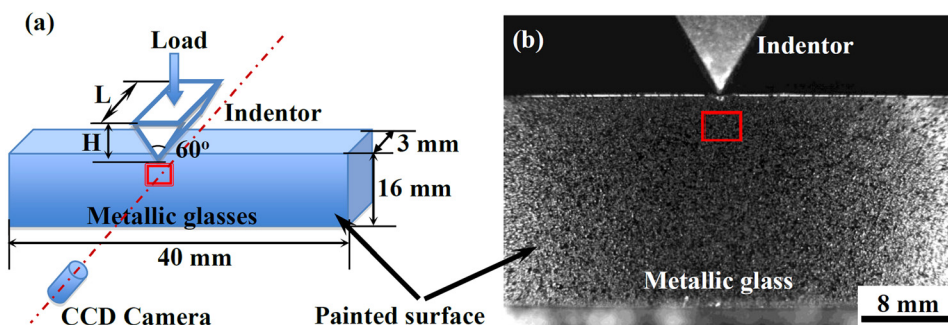 (a)
Load
L
Indentor
H
60°
3 mm
16 mm
Metallic glasses
40 mm
CCD Camera
Painted surface
(b)
Indentor
Metallic glass
8 mm